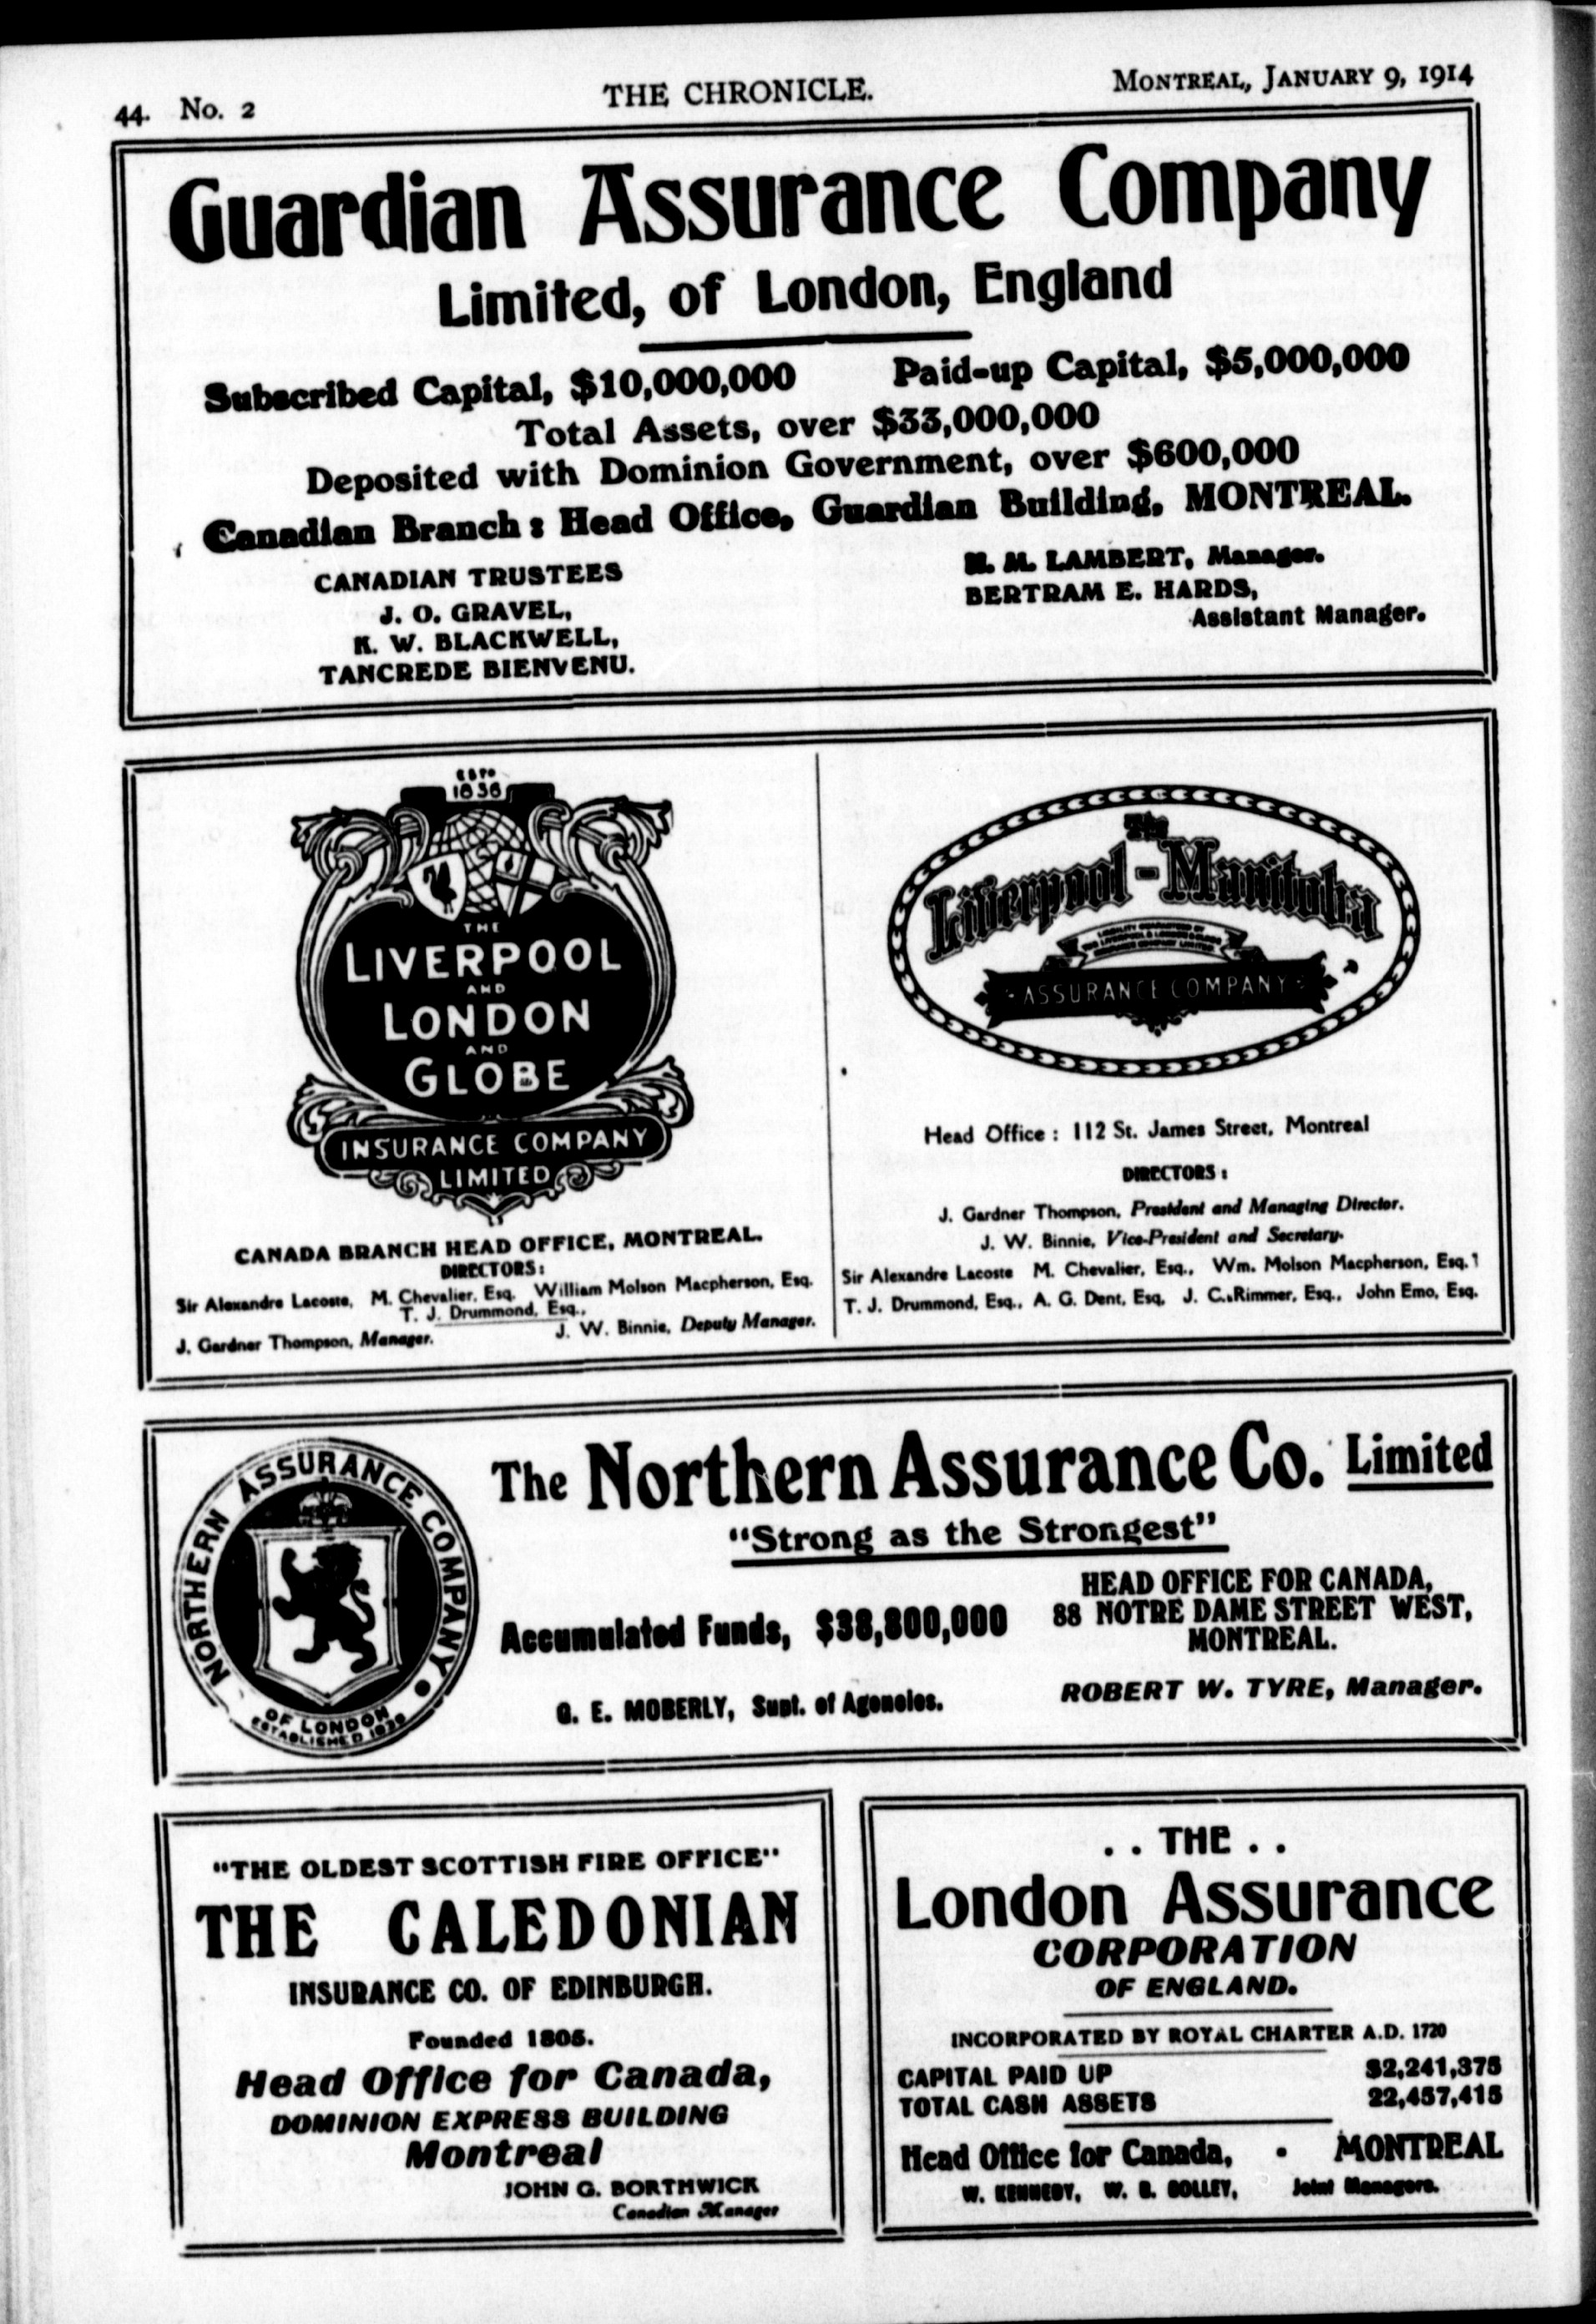 44. No. 2 THE CHRONICLE. MONTREAL, JANUARY 9, 1914
Guardian Assurance Company
Limited, of London, England
Subscribed Capital, $10,000,000 Paid-up Capital, $5,000,000
Total Assets, over $33,000,000
Deposited with Dominion Government, over $600,000
Canadian Branch: Head Office, Guardian Building, MONTREAL.
CANADIAN TRUSTEES
J. O. GRAVEL,
K. W. BLACKWELL,
TANCREDE BIENVENU.
H. M. LAMBERT, Manager.
BERTRAM E. HARDS,
Assistant Manager.
ESTD
1836
THE
LIVERPOOL
AND
LONDON
AND
GLOBE
INSURANCE COMPANY
LIMITED
CANADA BRANCH HEAD OFFICE, MONTREAL.
DIRECTORS:
Sir Alexandre Lacoste, M. Chevalier, Esq. William Molson Macpherson, Esq.
T. J. Drummond, Esq.,
J. Gardner Thompson, Manager. J. W. Binnie, Deputy Manager.
The
Liverpool-Manitoba
ASSURANCE COMPANY
Head Office: 112 St. James Street, Montreal
DIRECTORS:
J. Gardner Thompson, President and Managing Director.
J. W. Binnie, Vice-President and Secretary.
Sir Alexandre Lacoste M. Chevalier, Esq., Wm. Molson Macpherson, Esq.
T. J. Drummond, Esq., A. G. Dent, Esq. J. C. Rimmer, Esq., John Emo, Esq.
NORTHERN ASSURANCE COMPANY
OF LONDON
ESTABLISHED
The Northern Assurance Co. Limited
"Strong as the Strongest"
Accumulated Funds, $38,800,000
G. E. MOBERLY, Supt. of Agencies.
HEAD OFFICE FOR CANADA,
88 NOTRE DAME STREET WEST,
MONTREAL.
ROBERT W. TYRE, Manager.
"THE OLDEST SCOTTISH FIRE OFFICE"
THE CALEDONIAN
INSURANCE CO. OF EDINBURGH.
Founded 1805.
Head Office for Canada,
DOMINION EXPRESS BUILDING
Montreal
JOHN G. BORTHWICK
Canadian Manager
. . THE . .
London Assurance
CORPORATION
OF ENGLAND.
INCORPORATED BY ROYAL CHARTER A.D. 1720
CAPITAL PAID UP $2,241,375
TOTAL CASH ASSETS 22,457,415
Head Office for Canada, - MONTREAL
W. KENNEDY, W. B. COLLEY, Joint Managers.